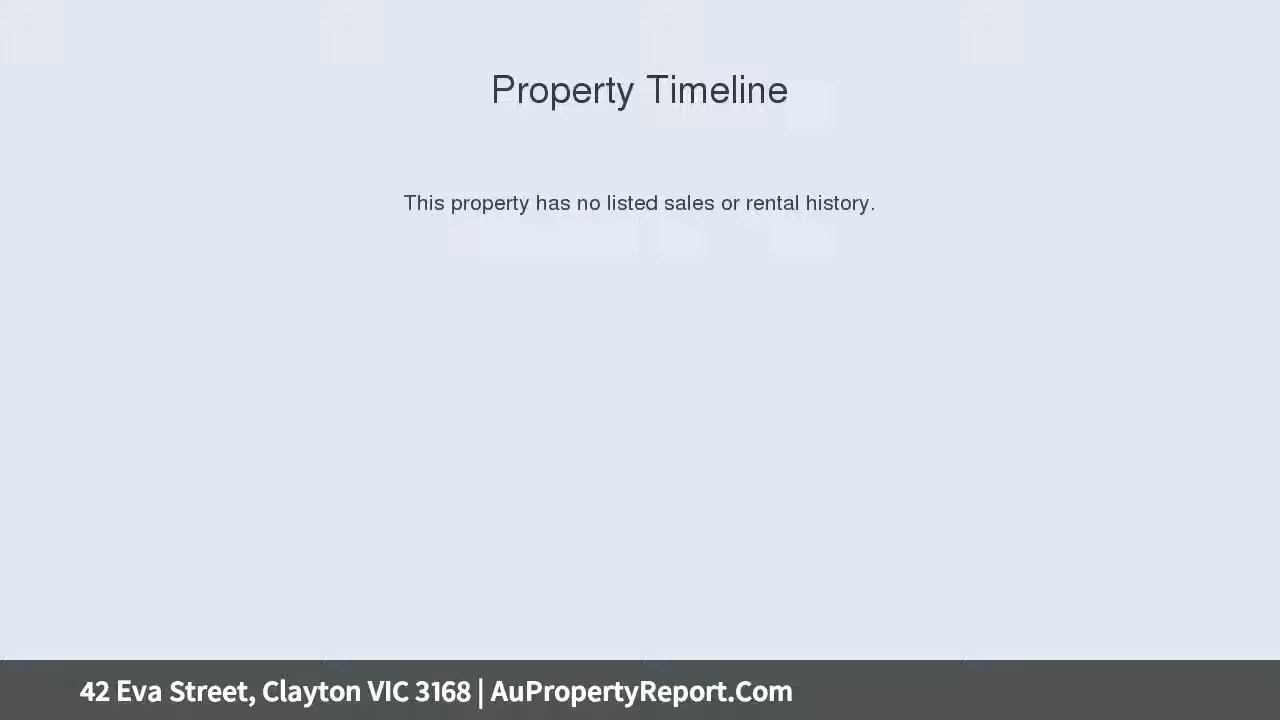 Property Timeline
This property has no listed sales or rental history.
42 Eva Street, Clayton VIC 3168 | AuPropertyReport.Com